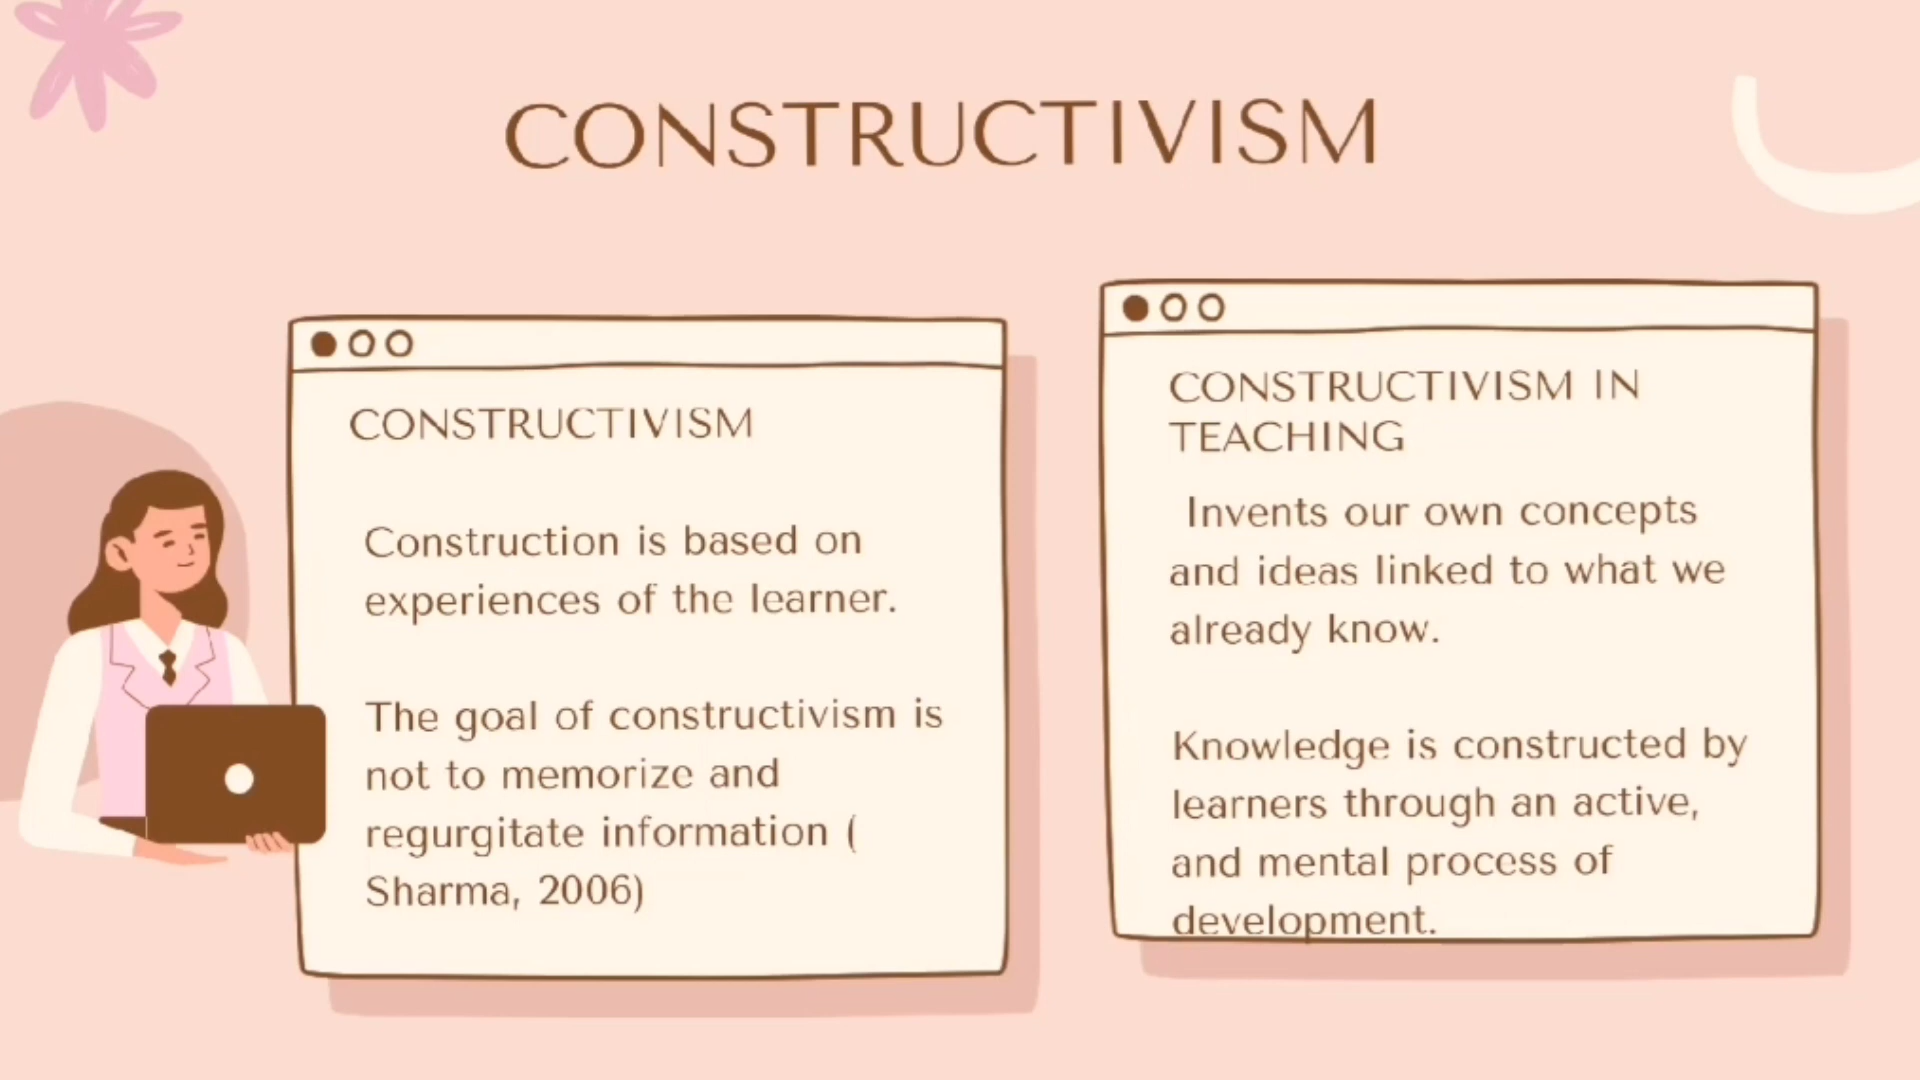 CONSTRUCTIVISM
CONSTRUCTIVISM
Construction is based on
experiences of the learner.
The goal of constructivism is
not to memorize and
regurgitate information (
Sharma, 2006)
CONSTRUCTIVISM IN
TEACHING
Invents our own concepts
and ideas linked to what we
already know.
Knowledge is constructed by
learners through an active,
and mental process of
development.